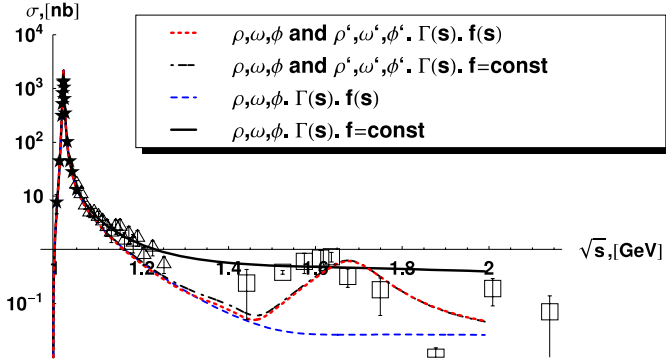 σ,[nb]
10⁴
10³
10²
10
1
10⁻¹
1.2
1.4
1.6
1.8
2
√s,[GeV]
ρ,ω,ϕ and ρ‘,ω‘,ϕ‘. Γ(s). f(s)
ρ,ω,ϕ and ρ‘,ω‘,ϕ‘. Γ(s). f=const
ρ,ω,ϕ. Γ(s). f(s)
ρ,ω,ϕ. Γ(s). f=const